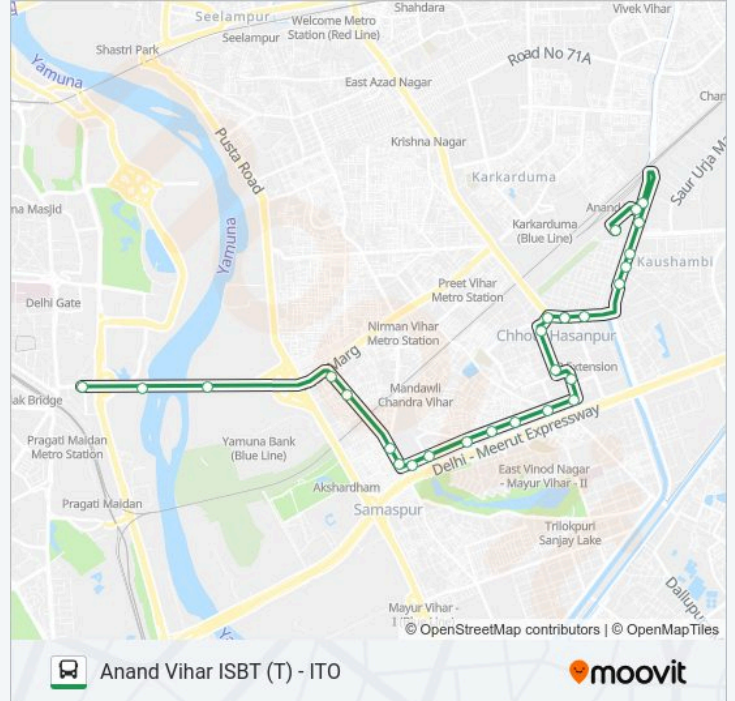 Seelampur
Welcome Metro
Station (Red Line)
Shahdara
Vivek Vihar
Seelampur
Shastri Park
Road No 71A
Yamuna
East Azad Nagar
Pusta Road
Krishna Nagar
Karkarduma
Saur Urja Ma
na Masjid
Anand
Karkarduma
(Blue Line)
Yamuna
Kaushambi
Delhi Gate
Preet Vihar
Metro Station
Nirman Vihar
Metro Station
Hasanpur
Marg
Extension
Mandawli
Chandra Vihar
ak Bridge
Pragati Maidan
Metro Station
Yamuna Bank
(Blue Line)
Delhi - Meerut Expressway
East Vinod Nagar
- Mayur Vihar - II
Akshardham
Pragati Maidan
Samaspur
Trilokpuri
Sanjay Lake
Dallupu
Mayur Vihar -
© OpenStreetMap contributors | © OpenMapTiles
Anand Vihar ISBT (T) - ITO
moovit